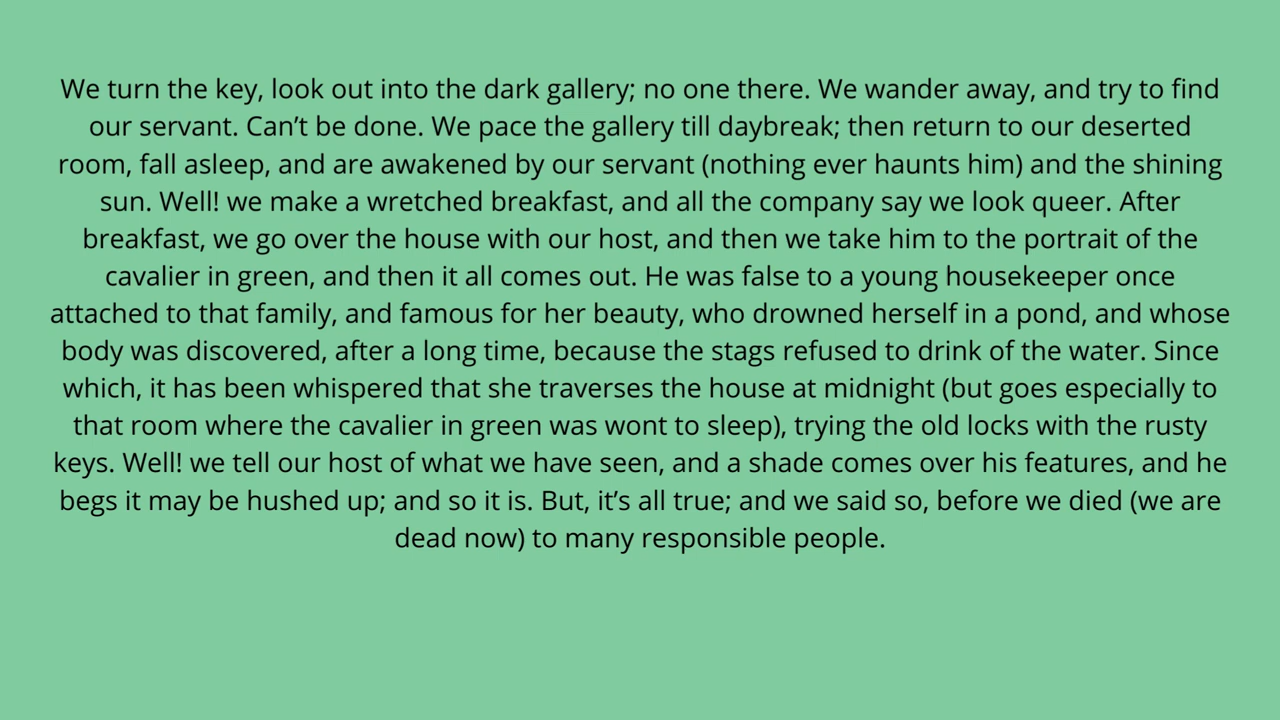 We turn the key, look out into the dark gallery; no one there. We wander away, and try to find
our servant. Can’t be done. We pace the gallery till daybreak; then return to our deserted
room, fall asleep, and are awakened by our servant (nothing ever haunts him) and the shining
sun. Well! we make a wretched breakfast, and all the company say we look queer. After
breakfast, we go over the house with our host, and then we take him to the portrait of the
cavalier in green, and then it all comes out. He was false to a young housekeeper once
attached to that family, and famous for her beauty, who drowned herself in a pond, and whose
body was discovered, after a long time, because the stags refused to drink of the water. Since
which, it has been whispered that she traverses the house at midnight (but goes especially to
that room where the cavalier in green was wont to sleep), trying the old locks with the rusty
keys. Well! we tell our host of what we have seen, and a shade comes over his features, and he
begs it may be hushed up; and so it is. But, it’s all true; and we said so, before we died (we are
dead now) to many responsible people.